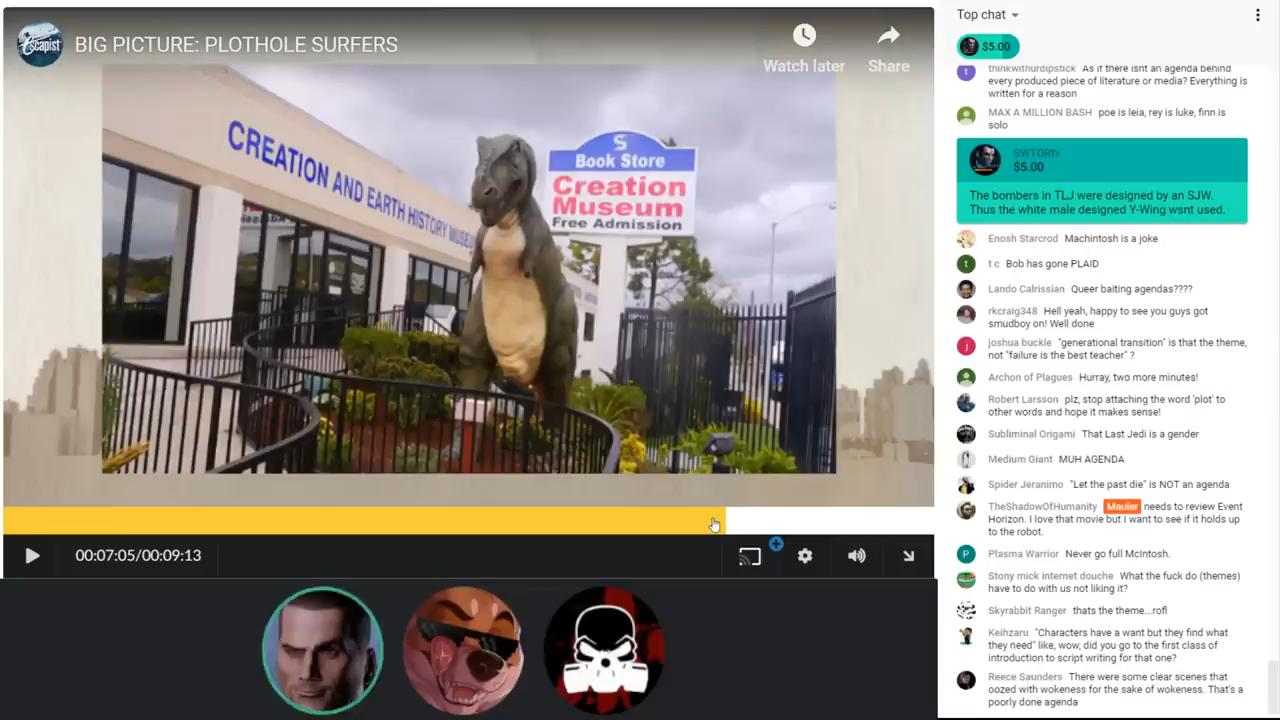 Escapist
BIG PICTURE: PLOTHOLE SURFERS
Watch later
Share
CREATION AND EARTH HISTORY MUSEUM
S
Book Store
Creation
Museum
Free Admission
00:07:05/00:09:13
Top chat
$5.00
t
thinkwithurdipstick As if there isnt an agenda behind
every produced piece of literature or media? Everything is
written for a reason
MAX A MILLION BASH poe is leia, rey is luke, finn is
solo
SWTORtv
$5.00
The bombers in TLJ were designed by an SJW.
Thus the white male designed Y-Wing wsnt used.
Enosh Starcrod Machintosh is a joke
t
t c Bob has gone PLAID
Lando Calrissian Queer baiting agendas????
rkcraig348 Hell yeah, happy to see you guys got
smudboy on! Well done
j
joshua buckle "generational transition" is that the theme,
not "failure is the best teacher" ?
Archon of Plagues Hurray, two more minutes!
Robert Larsson plz, stop attaching the word 'plot' to
other words and hope it makes sense!
Subliminal Origami That Last Jedi is a gender
Medium Giant MUH AGENDA
Spider Jeranimo "Let the past die" is NOT an agenda
TheShadowOfHumanity Mauler needs to review Event
Horizon. I love that movie but I want to see if it holds up
to the robot.
P
Plasma Warrior Never go full McIntosh.
Stony mick internet douche What the fuck do (themes)
have to do with us not liking it?
Skyrabbit Ranger thats the theme...rofl
Keihzaru "Characters have a want but they find what
they need" like, wow, did you go to the first class of
introduction to script writing for that one?
Reece Saunders There were some clear scenes that
oozed with wokeness for the sake of wokeness. That's a
poorly done agenda